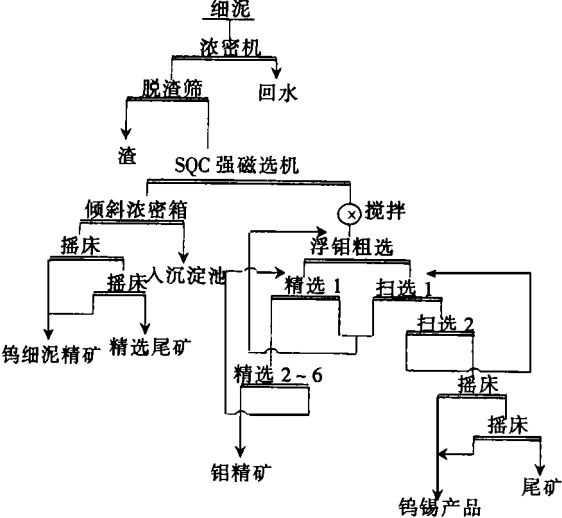 细泥
浓密机
脱渣筛
回水
渣
SQC 强磁选机
倾斜浓密箱
搅拌
摇床
浮钼粗选
摇床
入沉淀池
精选 1
扫选 1
扫选 2
钨细泥精矿
精选尾矿
精选 2~6
摇床
摇床
钼精矿
尾矿
钨锡产品